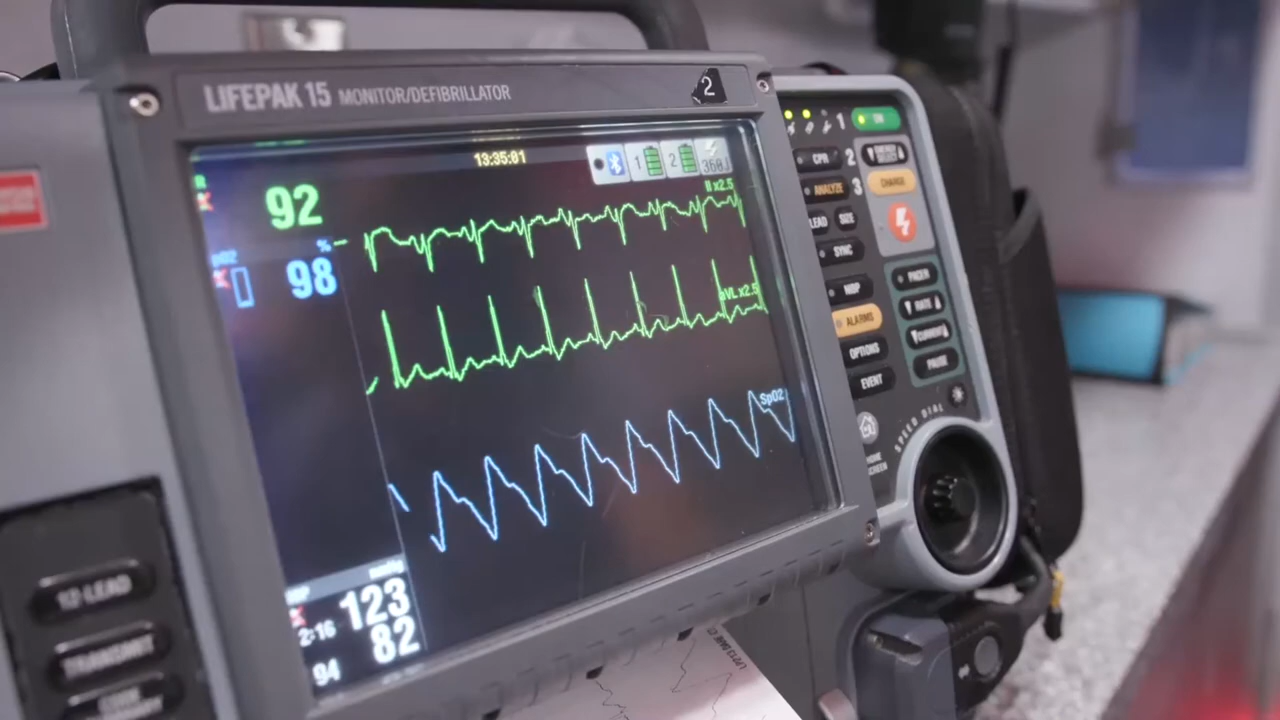 LIFEPAK 15 MONITOR/DEFIBRILLATOR
2
13:35:01
1
2
360J
R
92
II x2.5
pO2
%
98
aVL x2.5
SpO2
mmHg
123
82
2:16
94
12-LEAD
TRANSMIT
1
ON
CPR
2
ENERGY SELECT
ANALYZE
3
CHARGE
LEAD
SIZE
SYNC
NIBP
PACER
ALARMS
RATE
CURRENT
OPTIONS
PAUSE
EVENT
HOME SCREEN
SPEED DIAL